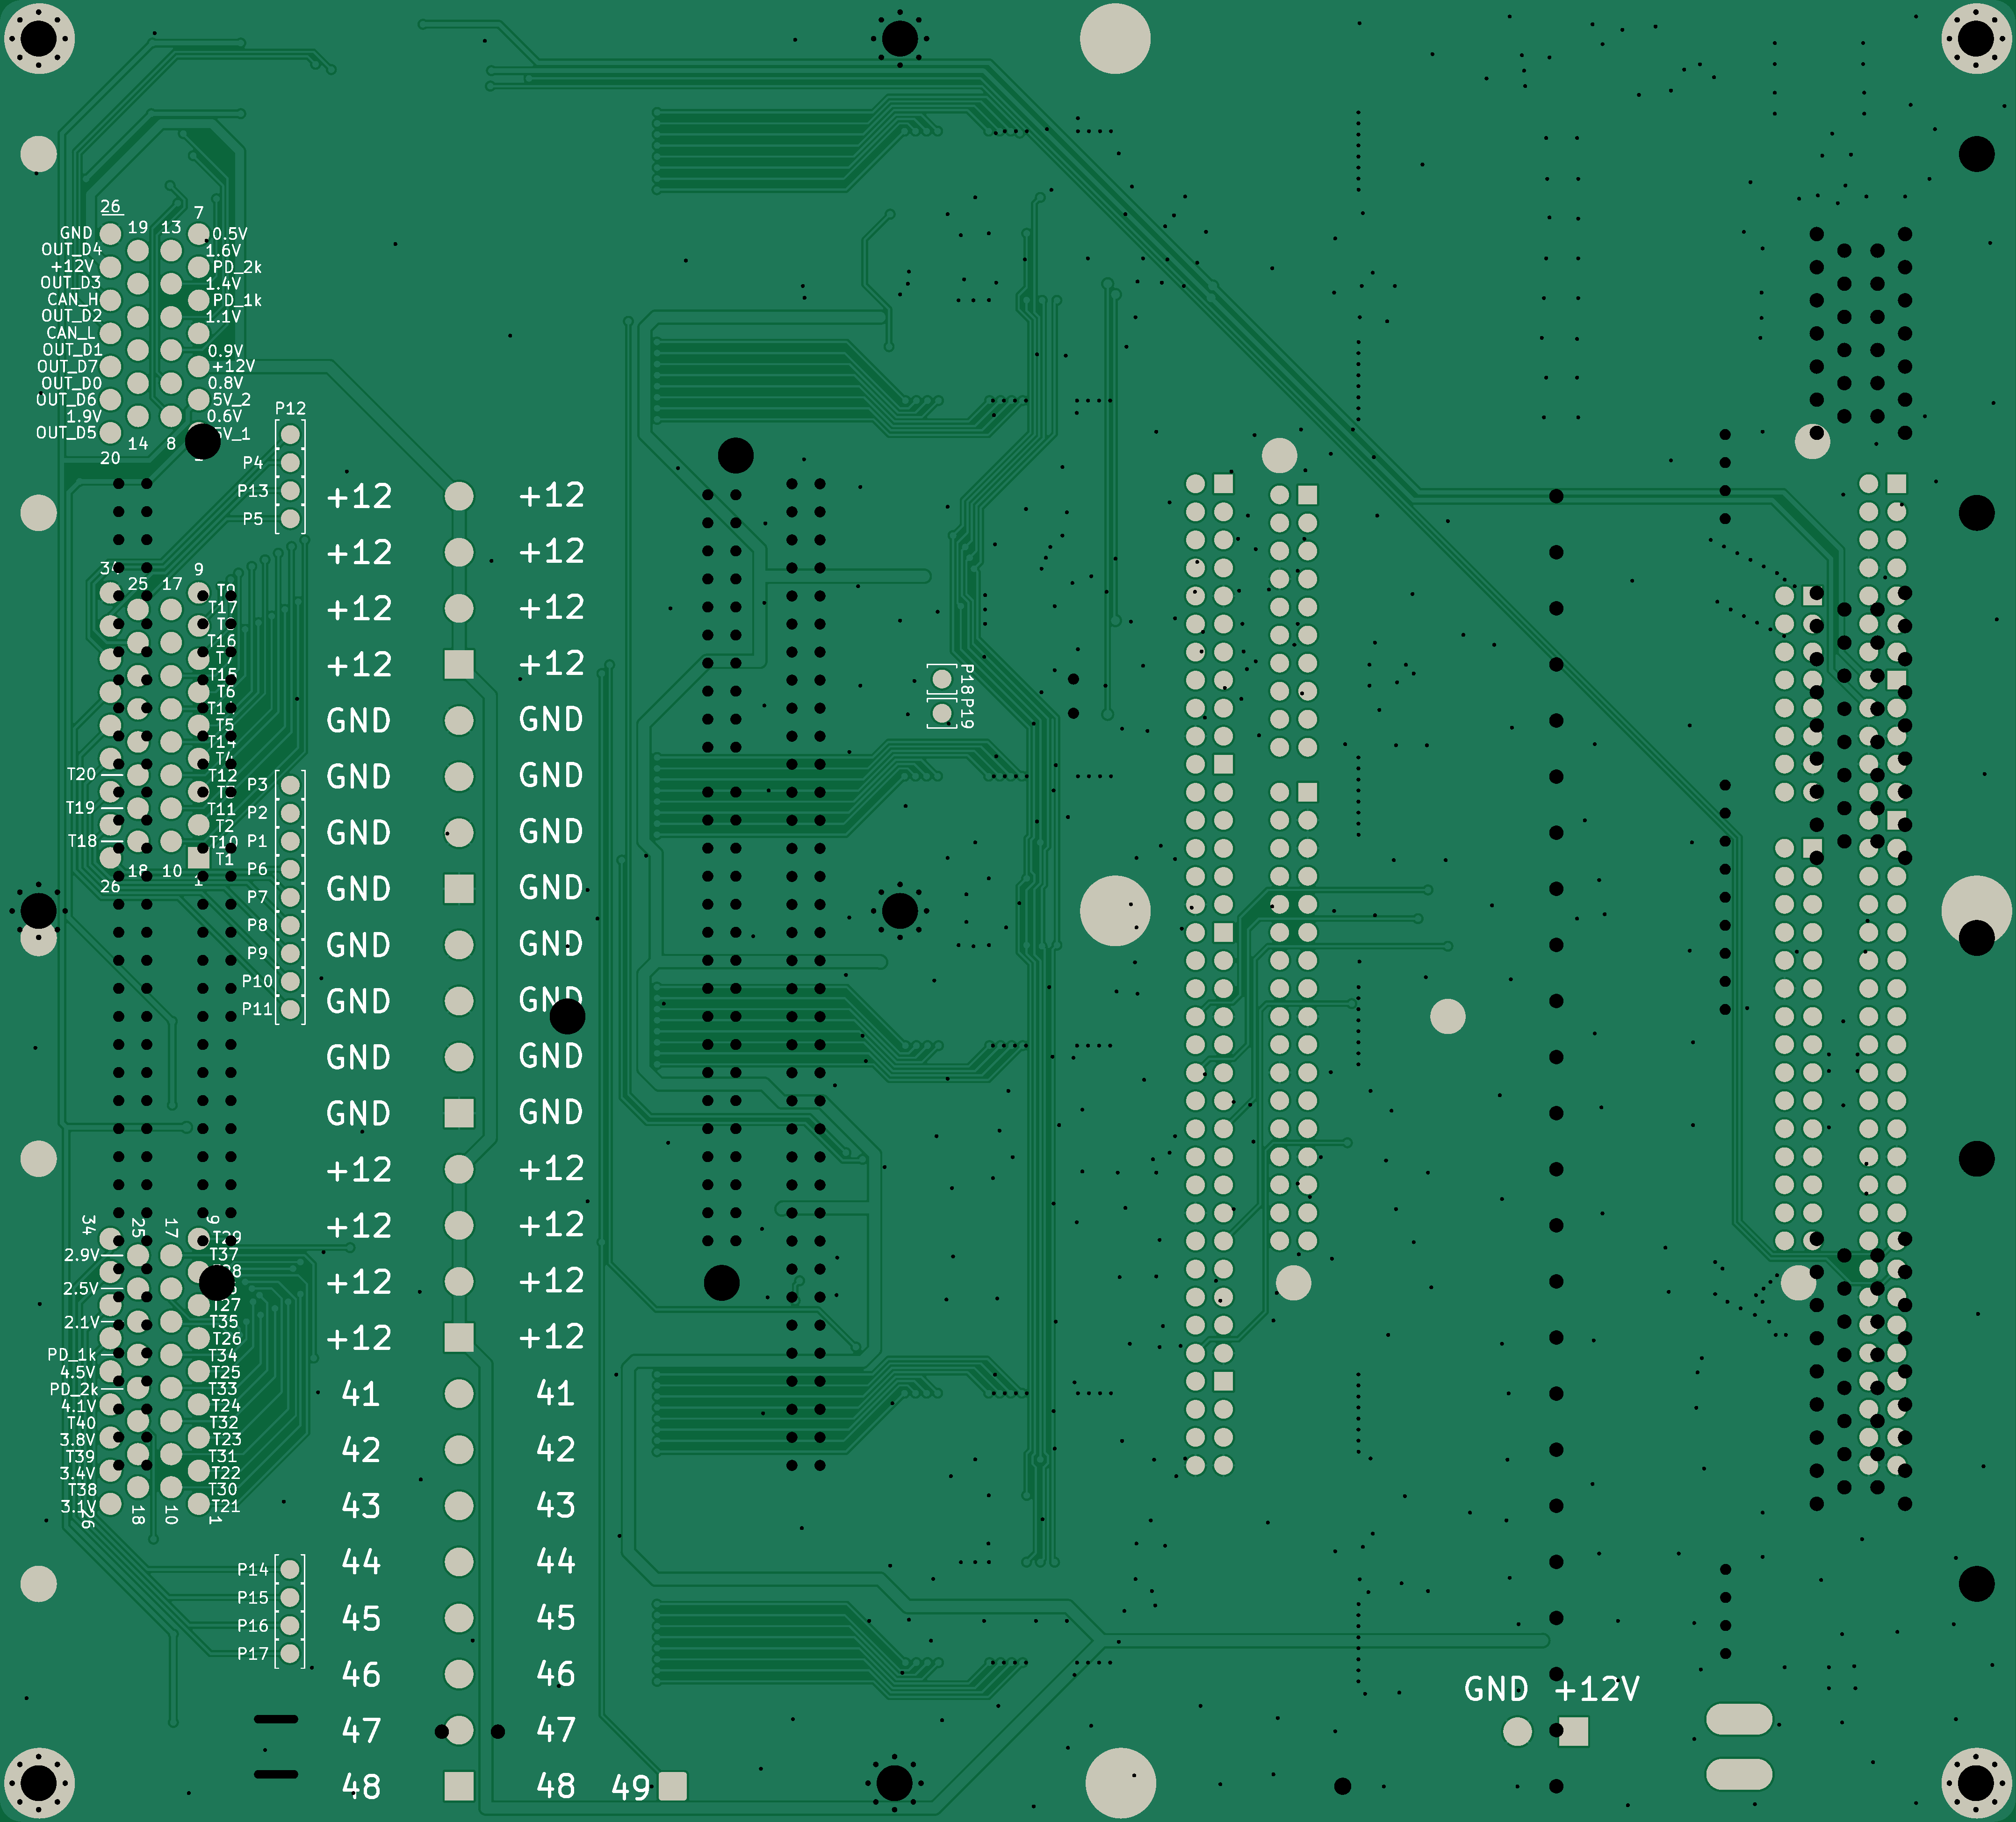 26
7
GND
19 13
0.5V
OUT_D4
1.6V
+12V
PD_2k
OUT_D3
1.4V
CAN_H
PD_1k
OUT_D2
1.1V
CAN_L
OUT_D1
0.9V
OUT_D7
+12V
OUT_D0
0.8V
OUT_D6
5V_2
1.9V
0.6V
OUT_D5
14 8
5V_1
20
P12
P4
P13
P5
34
25 17
9
T9
T17
T8
T16
T7
T15
T6
T5
T14
T4
T20
T12
T19
T11
T2
T18
T10
T1
26
18 10
1
P3
P2
P1
P6
P7
P8
P9
P10
P11
+12 +12
+12 +12
+12 +12
+12 +12
GND GND
GND GND
GND GND
GND GND
GND GND
GND GND
GND GND
GND GND
+12 +12
+12 +12
+12 +12
+12 +12
41 41
42 42
43 43
44 44
45 45
46 46
47 47
48 48
49
P18 P19
34
25
17
9
T29
2.9V
T37
2.5V
T27
2.1V
T35
T26
PD_1k
T34
4.5V
T25
PD_2k
T33
4.1V
T24
T40
T32
3.8V
T23
T39
T31
3.4V
T22
T38
T30
3.1V
T21
26
18
10
1
P14
P15
P16
P17
GND +12V